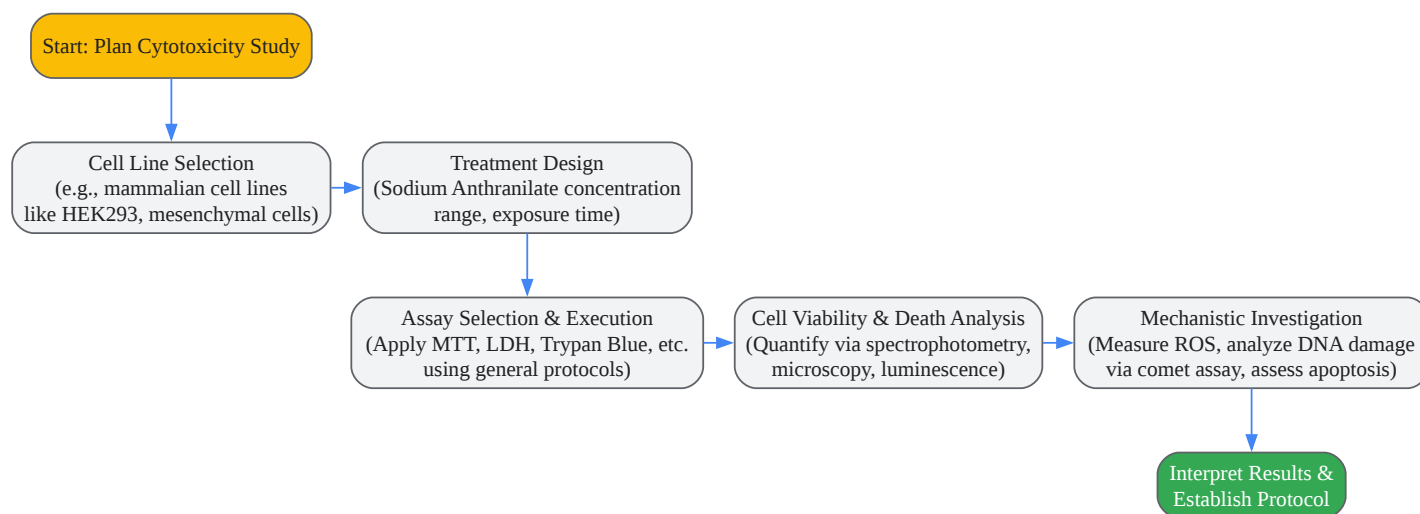 Start: Plan Cytotoxicity Study
Cell Line Selection
(e.g., mammalian cell lines
like HEK293, mesenchymal cells)
Treatment Design
(Sodium Anthranilate concentration
range, exposure time)
Assay Selection & Execution
(Apply MTT, LDH, Trypan Blue, etc.
using general protocols)
Cell Viability & Death Analysis
(Quantify via spectrophotometry,
microscopy, luminescence)
Mechanistic Investigation
(Measure ROS, analyze DNA damage
via comet assay, assess apoptosis)
Interpret Results &
Establish Protocol